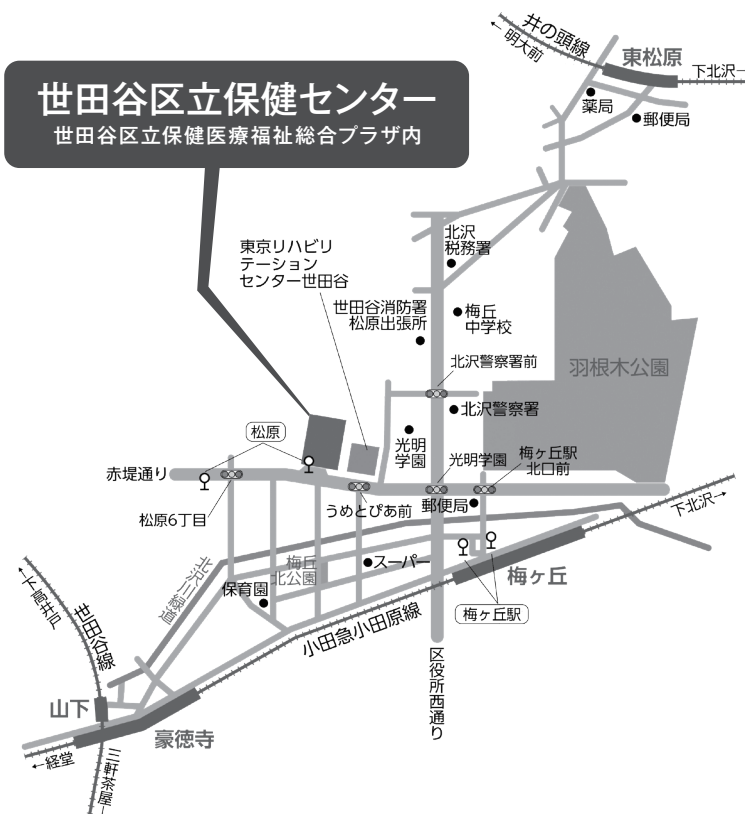 井の頭線
←明大前
東松原
下北沢→
薬局
郵便局
世田谷区立保健センター
世田谷区立保健医療福祉総合プラザ内
北沢
税務署
東京リハビリ
テーション
センター世田谷
世田谷消防署
松原出張所
梅丘
中学校
北沢警察署前
羽根木公園
北沢警察署
松原
光明
学園
光明学園
梅ヶ丘駅
北口前
赤堤通り
松原6丁目
うめとぴあ前
郵便局
下北沢→
北沢川緑道
梅丘
北公園
スーパー
保育園
梅ヶ丘
梅ヶ丘駅
小田急小田原線
←下高井戸
世田谷線
区役所西通り
山下
豪徳寺
←経堂
三軒茶屋→